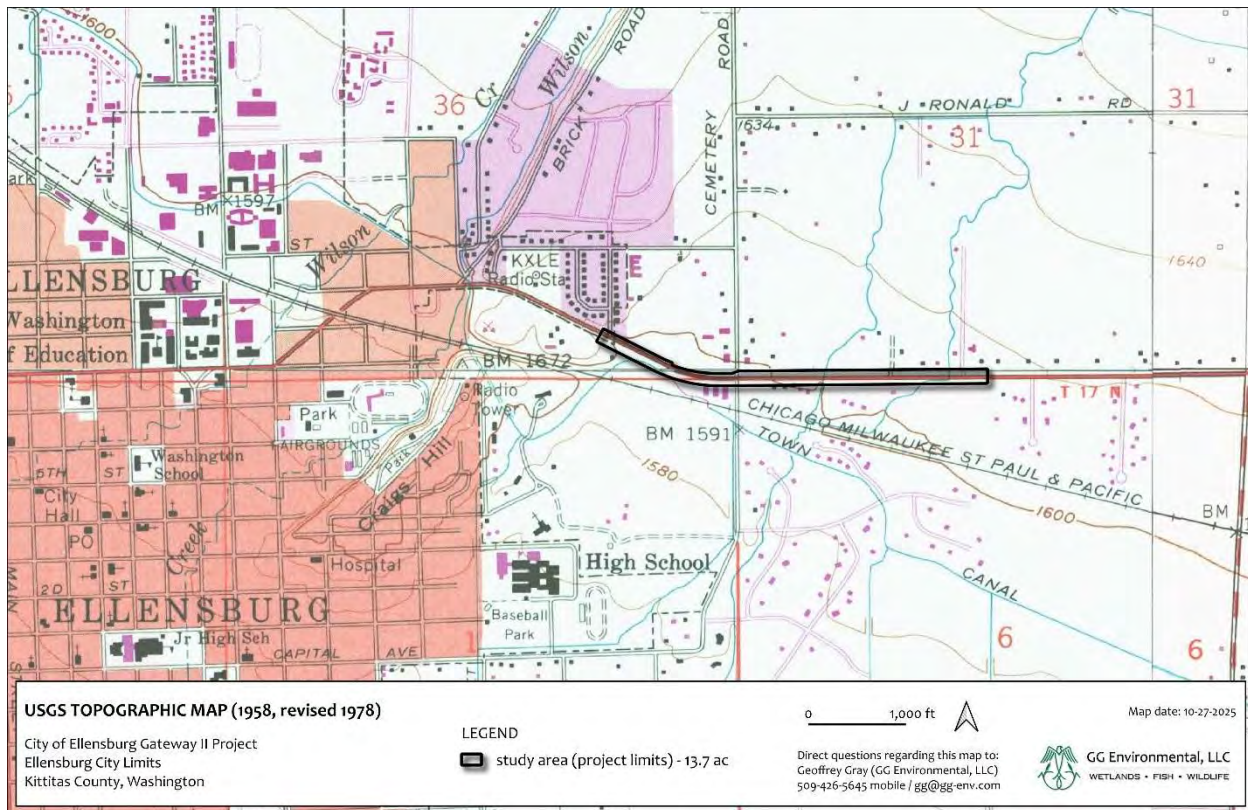 1600
36
Cr
Wilson
ROAD
BRICK
ROAD
CEMETERY
1634
J RONALD RD
31
31
ark
BM 1597
ST
Wilson
KXLE
Radio Sta
E
1640
LLENSBURG
Washington
f Education
BM 1672
Radio
Tower
Park
FAIRGROUNDS
Park
Craigs Hill
T 17 N
CHICAGO MILWAUKEE ST PAUL & PACIFIC
BM 1591
TOWN
CANAL
1580
1600
BM
5TH ST
Washington
School
City
Hall
PO
Creek
MAIN
2D ST
Hospital
High School
ELLENSBURG
Baseball
Park
Jr High Sch
CAPITAL AVE
1
6
6
USGS TOPOGRAPHIC MAP (1958, revised 1978)
City of Ellensburg Gateway II Project
Ellensburg City Limits
Kittitas County, Washington
LEGEND
study area (project limits) - 13.7 ac
0 1,000 ft
Direct questions regarding this map to:
Geoffrey Gray (GG Environmental, LLC)
509-426-5645 mobile / gg@gg-env.com
Map date: 10-27-2025
GG Environmental, LLC
WETLANDS • FISH • WILDLIFE